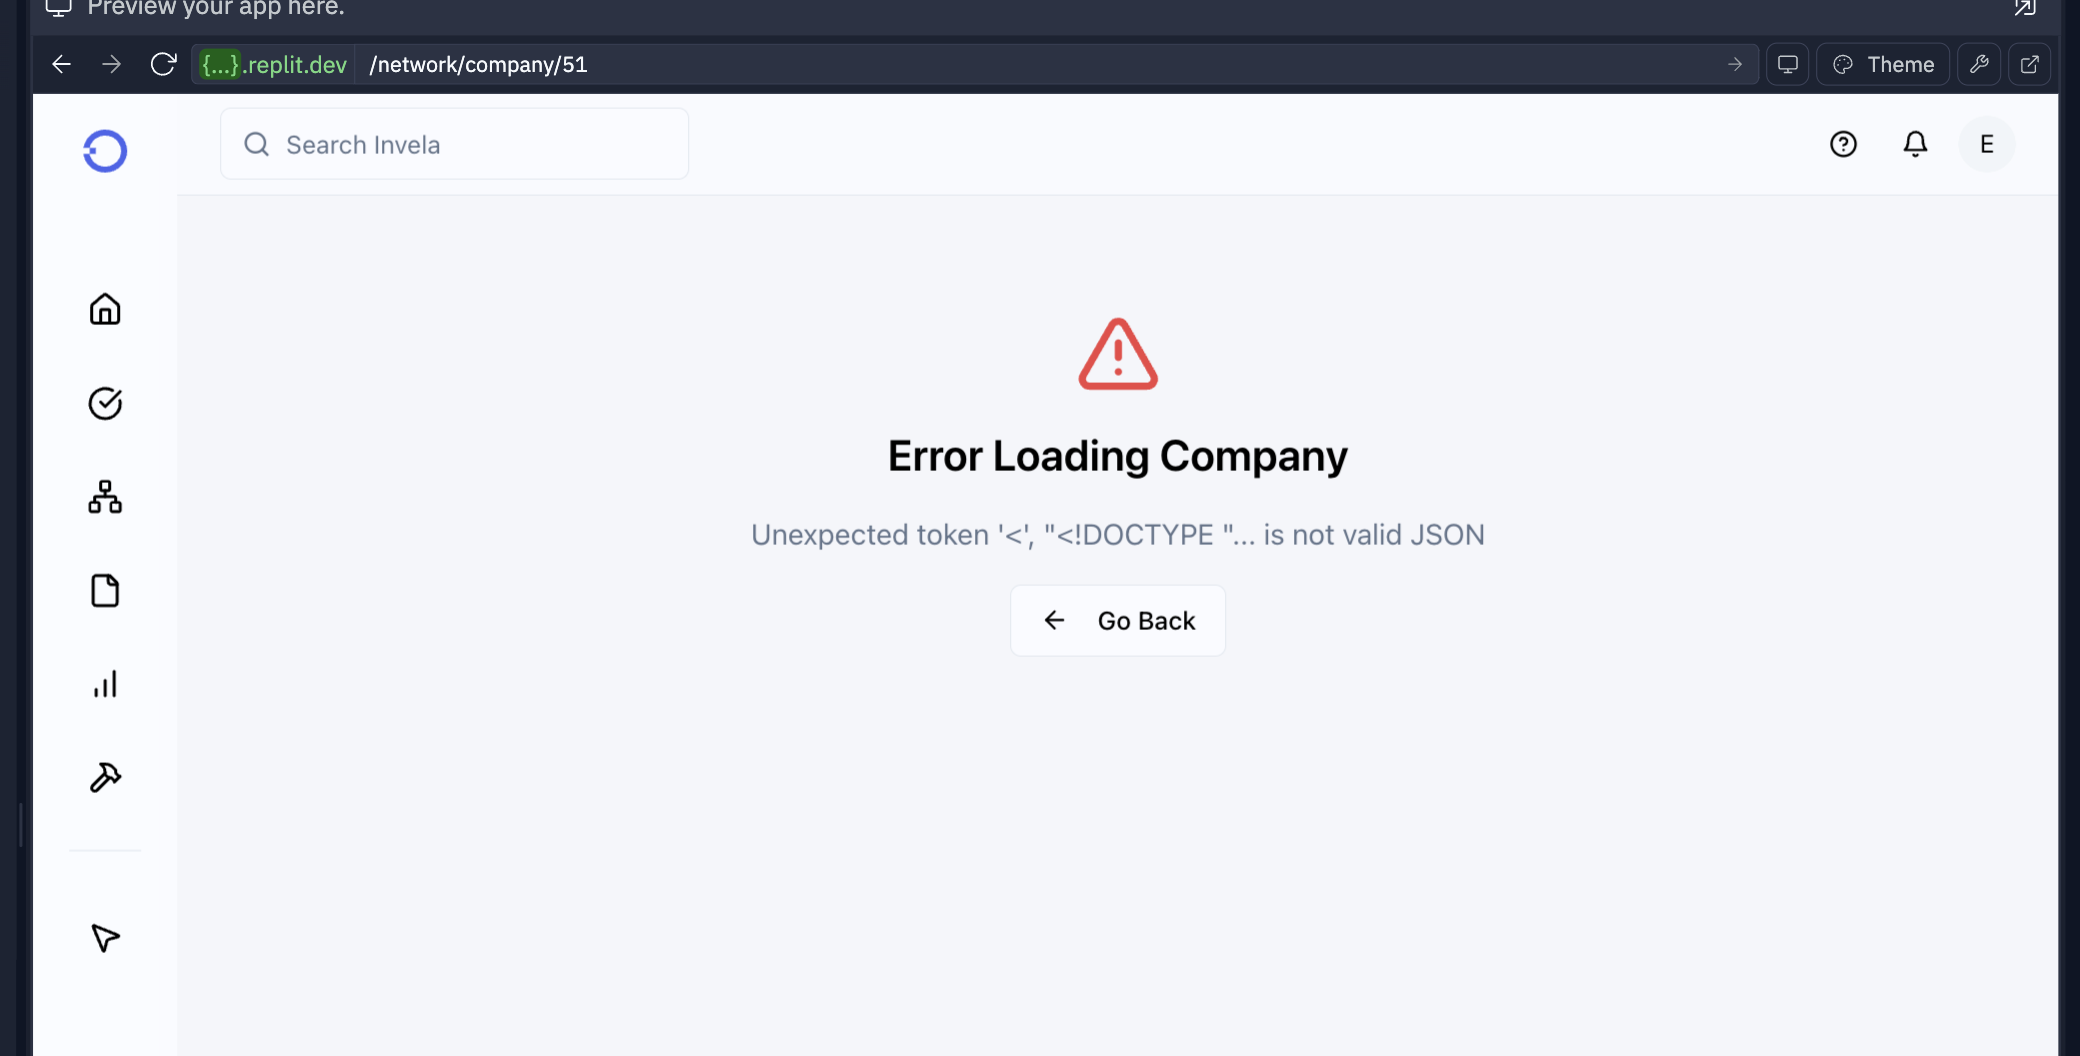 Preview your app here.
{...}.replit.dev /network/company/51
Theme
Search Invela
E
Error Loading Company
Unexpected token '<', "<!DOCTYPE "... is not valid JSON
Go Back